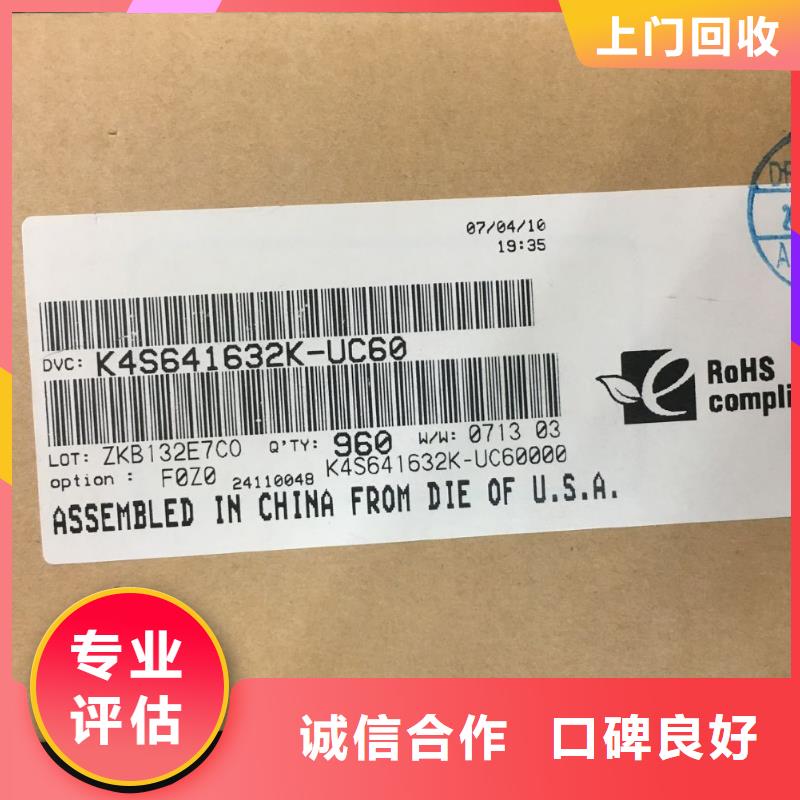 上门回收
07/04/10
19:35
DVC: K4S641632K-UC60
RoHS
LOT: ZKB132E7C0 Q'TY: 960 W/W: 0713 03
option : F0Z0 24110048 K4S641632K-UC60000
ASSEMBLED IN CHINA FROM DIE OF U.S.A.
专业
评估
诚信合作 口碑良好